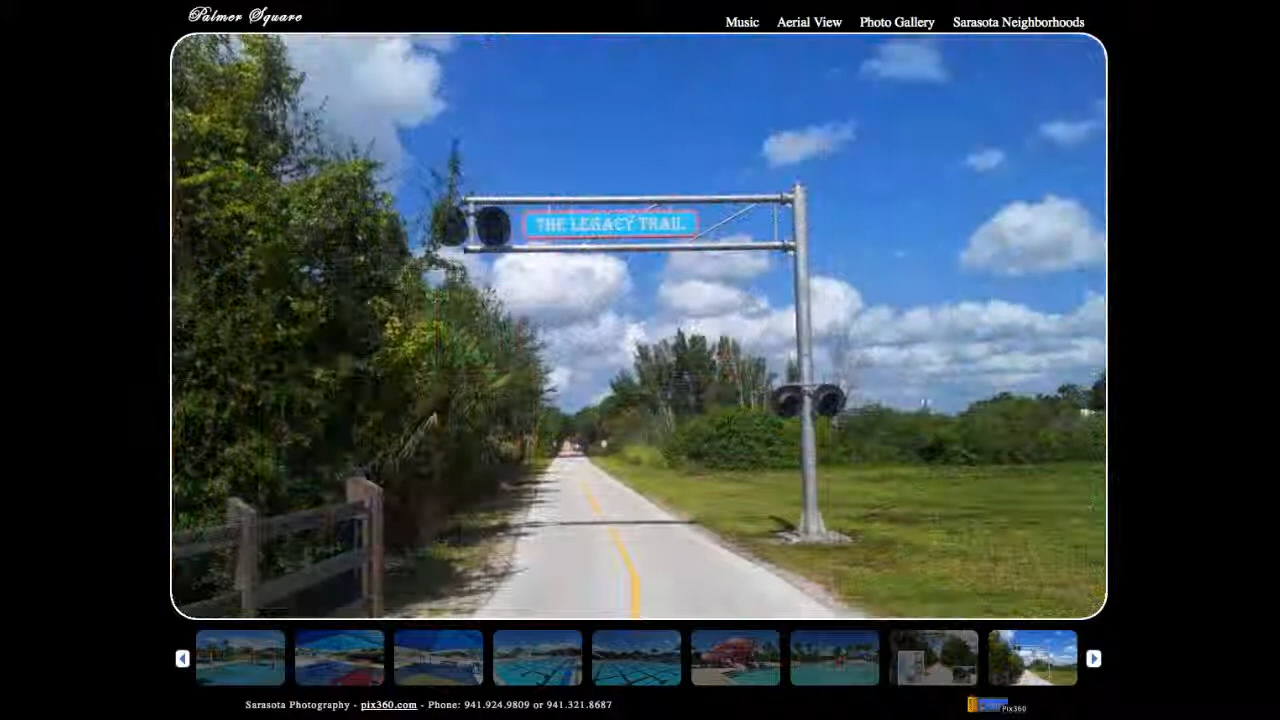 Palmer Square
Music Aerial View Photo Gallery Sarasota Neighborhoods
THE LEGACY TRAIL
Sarasota Photography - pix360.com - Phone: 941.924.9809 or 941.321.8687
Pix360